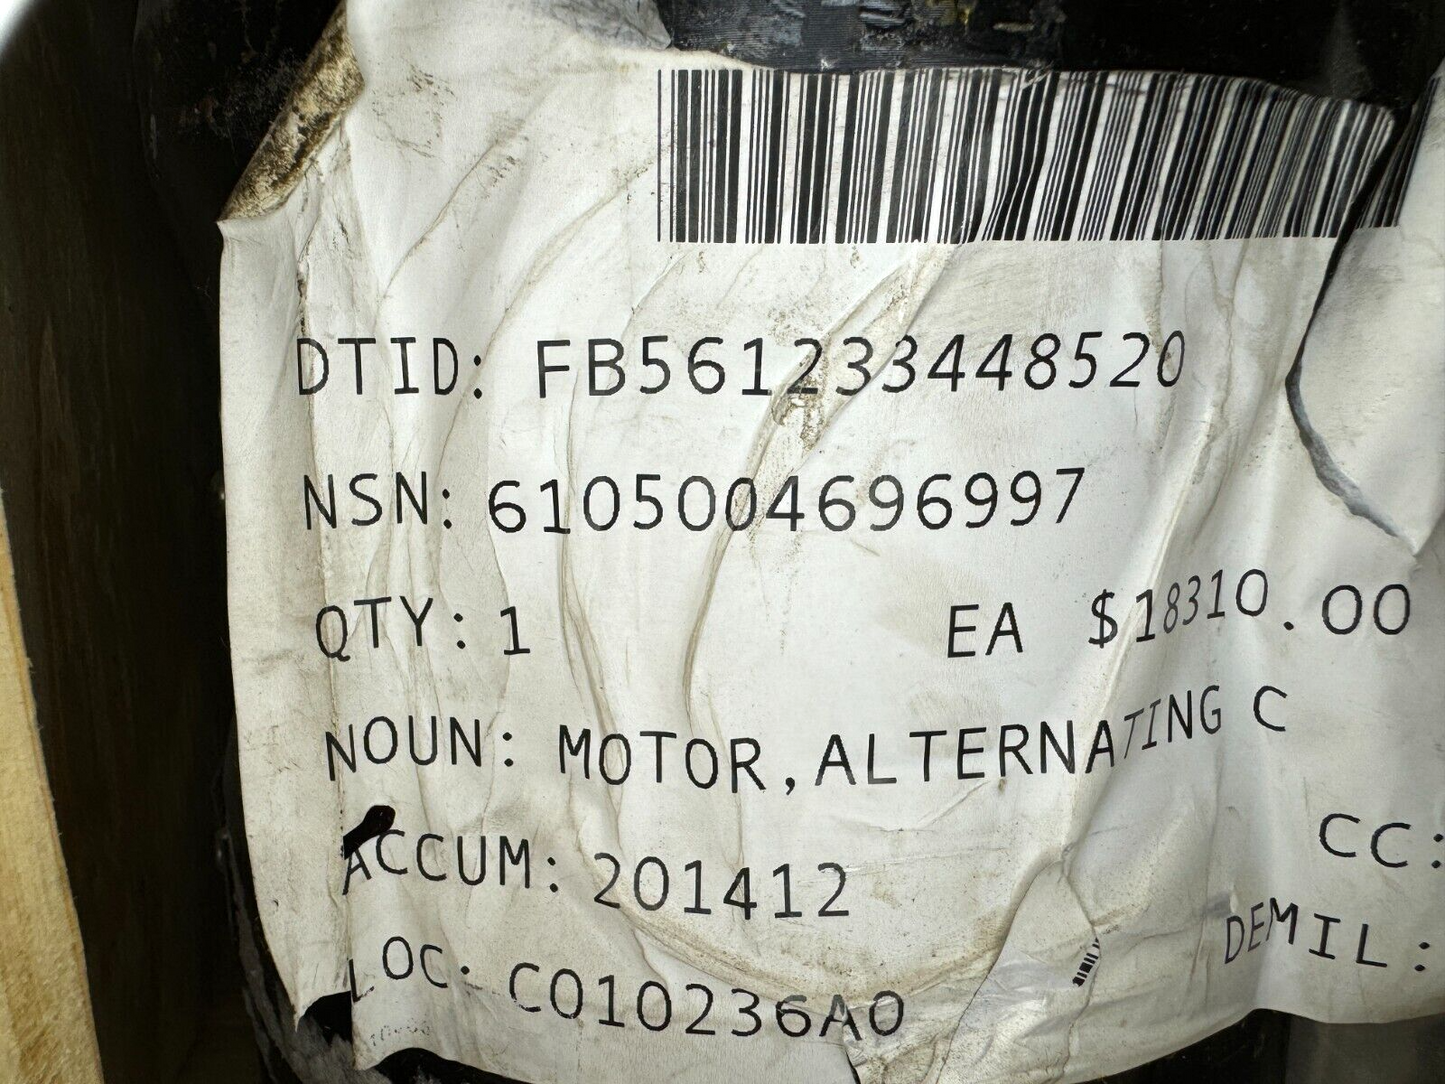 DTID: FB561233448520
NSN: 6105004696997
QTY: 1 EA $18310.00
NOUN: MOTOR,ALTERNATING C
ACCUM: 201412 CC:
LOC: C010236A0 DEMIL: